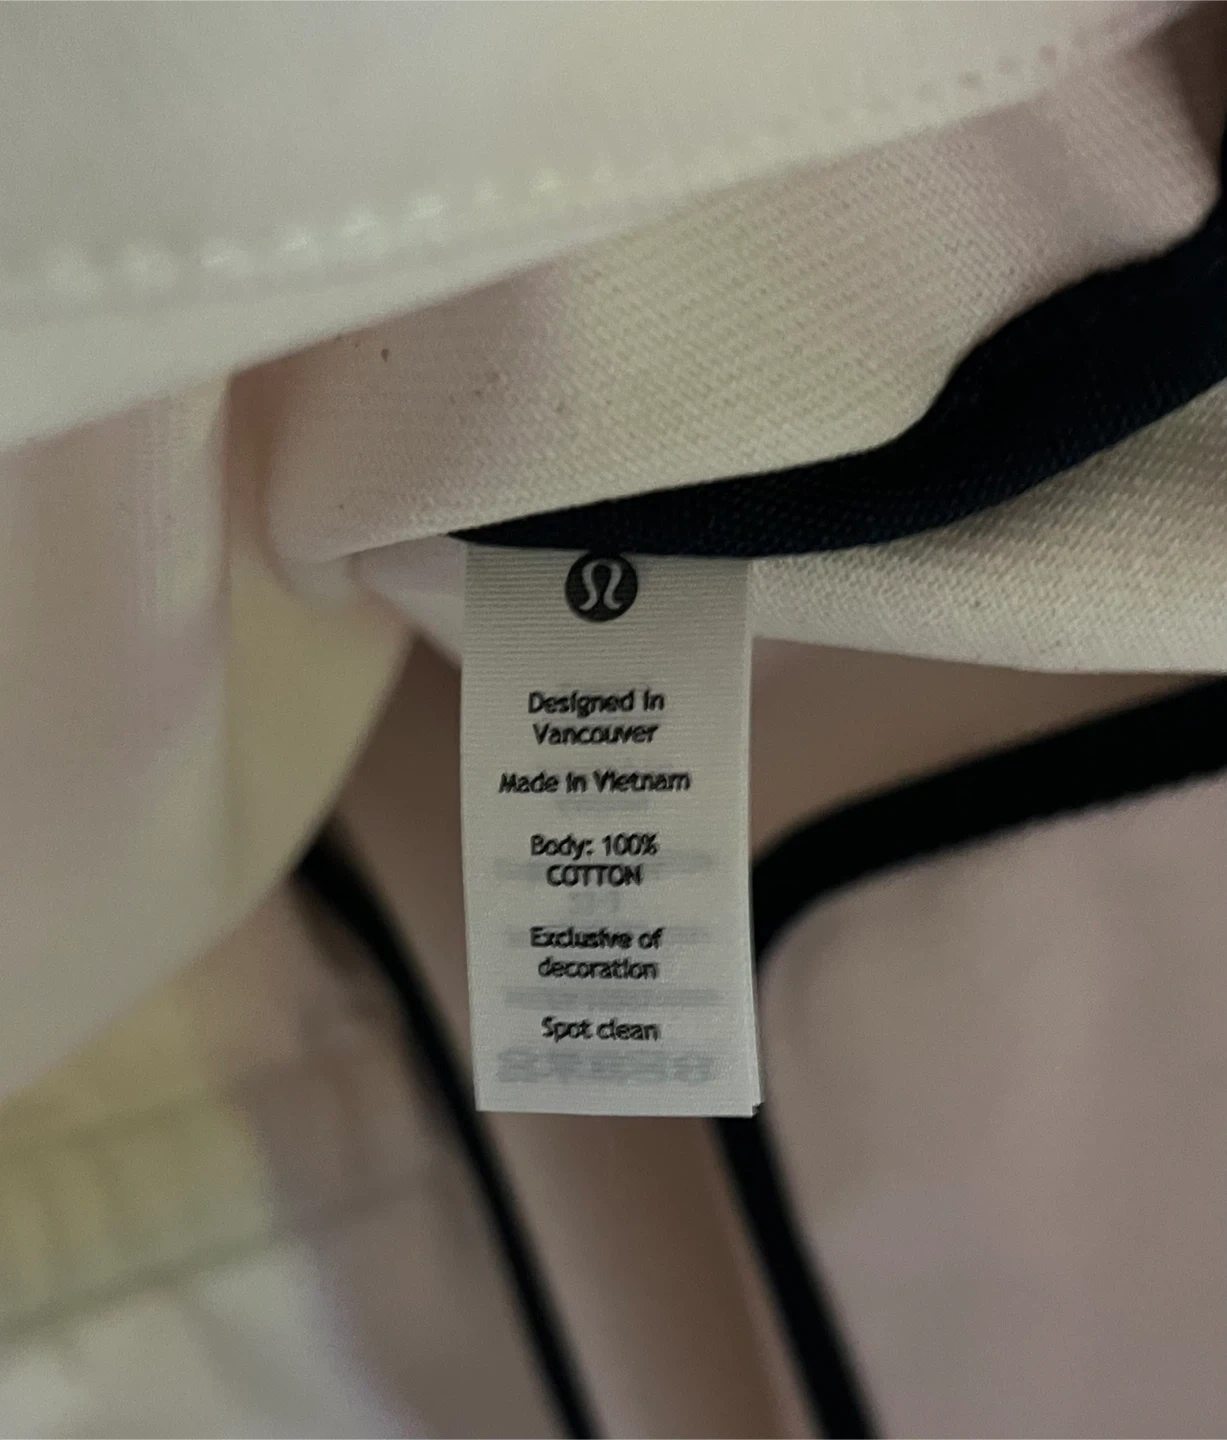 Designed in
Vancouver
Made in Vietnam
Body: 100%
COTTON
Exclusive of
decoration
Spot clean